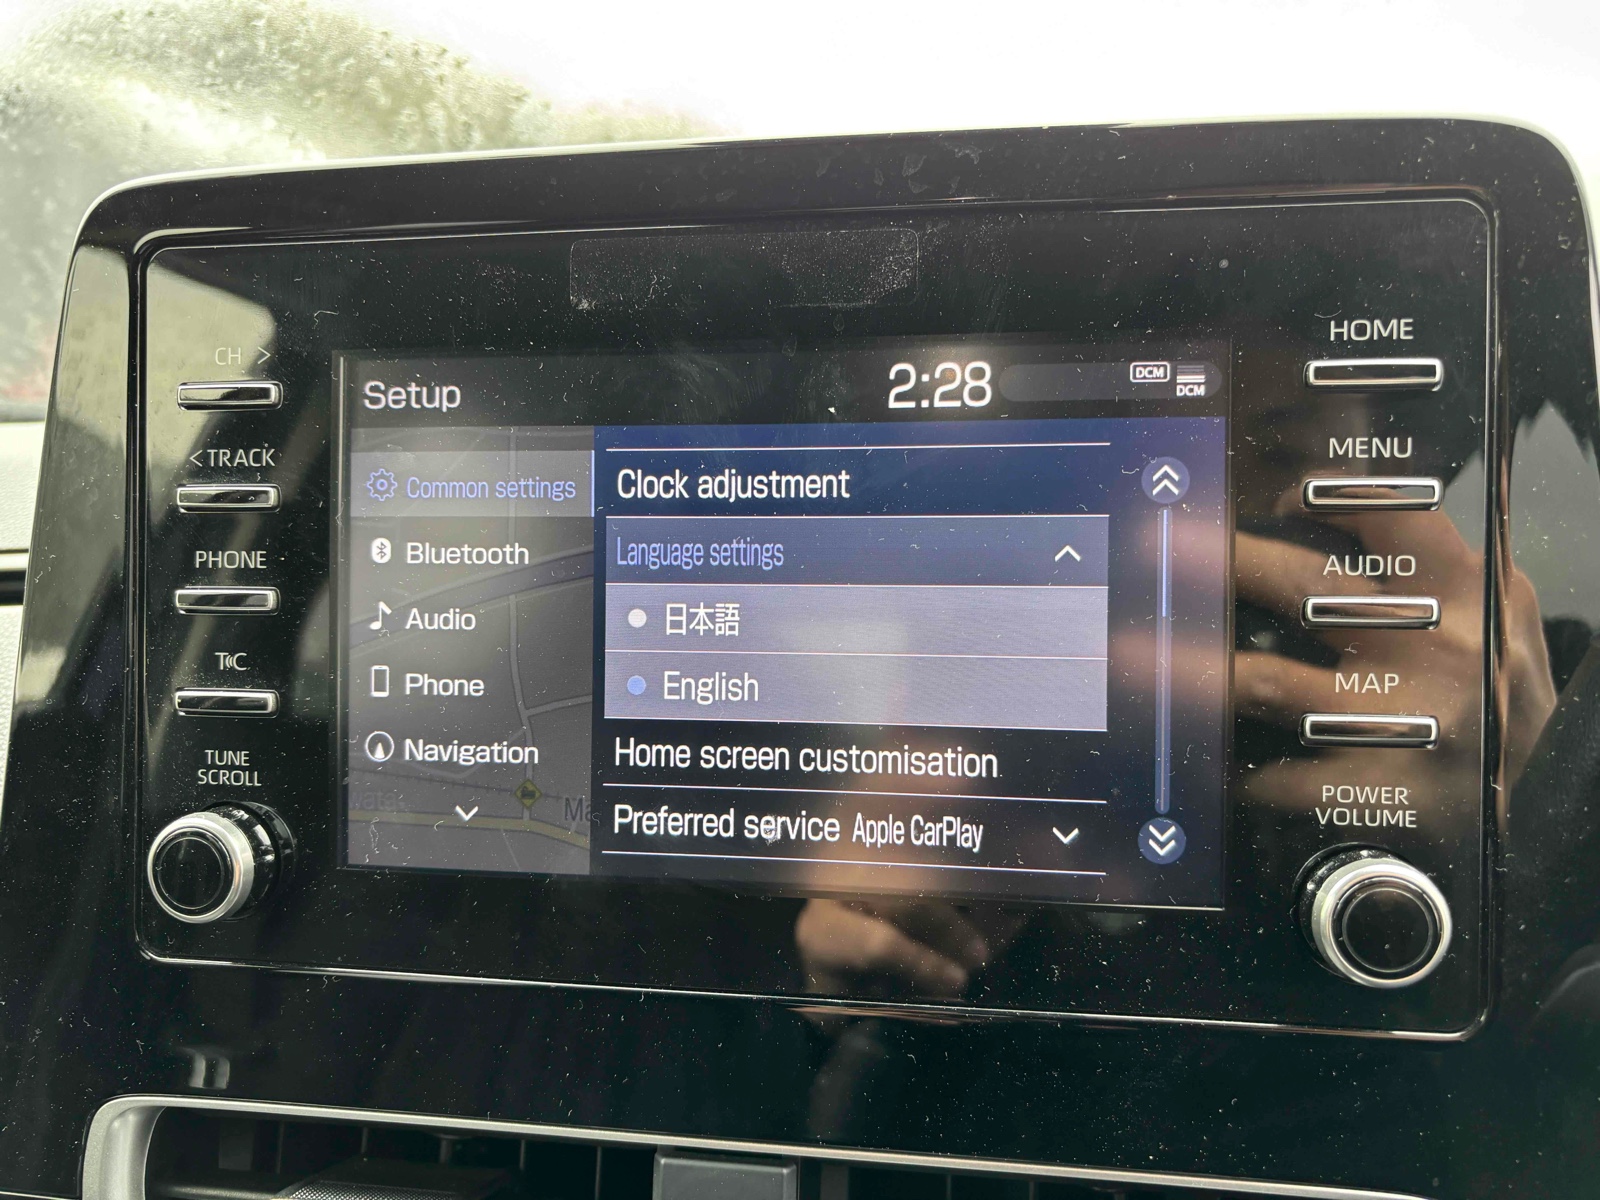 CH >
< TRACK
PHONE
T(C
TUNE
SCROLL
Setup
2:28
DCM
DCM
Common settings
Bluetooth
Audio
Phone
Navigation
Clock adjustment
Language settings
日本語
English
Home screen customisation
Preferred service Apple CarPlay
HOME
MENU
AUDIO
MAP
POWER
VOLUME